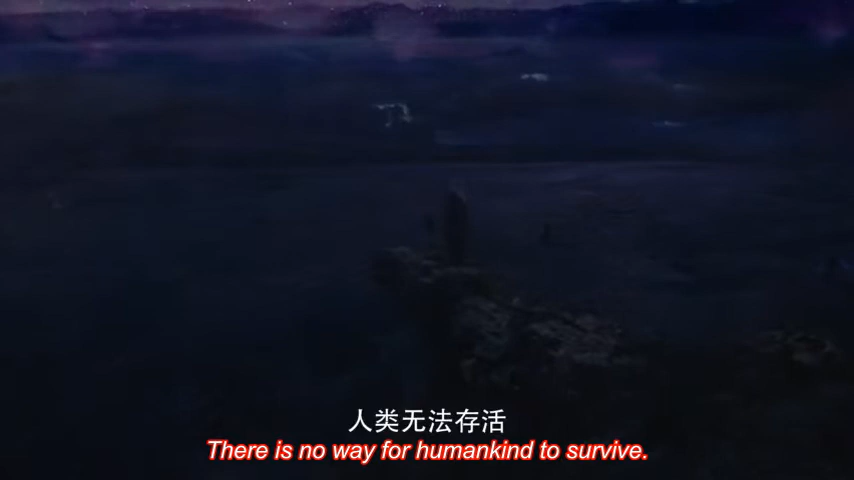 人类无法存活
There is no way for humankind to survive.